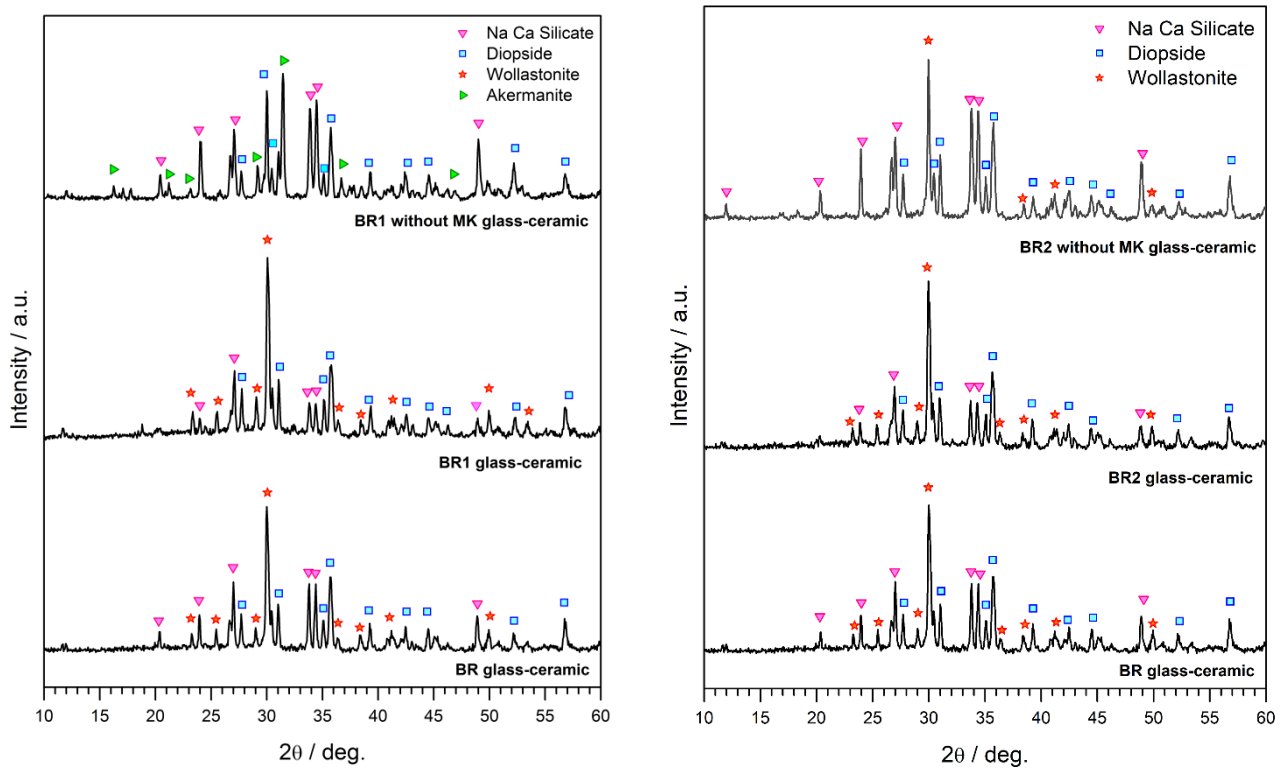 Na Ca Silicate
Diopside
Wollastonite
Akermanite
BR1 without MK glass-ceramic
BR1 glass-ceramic
BR glass-ceramic
Intensity / a.u.
10 15 20 25 30 35 40 45 50 55 60
2θ / deg.
Na Ca Silicate
Diopside
Wollastonite
BR2 without MK glass-ceramic
BR2 glass-ceramic
BR glass-ceramic
Intensity / a.u.
10 15 20 25 30 35 40 45 50 55 60
2θ / deg.